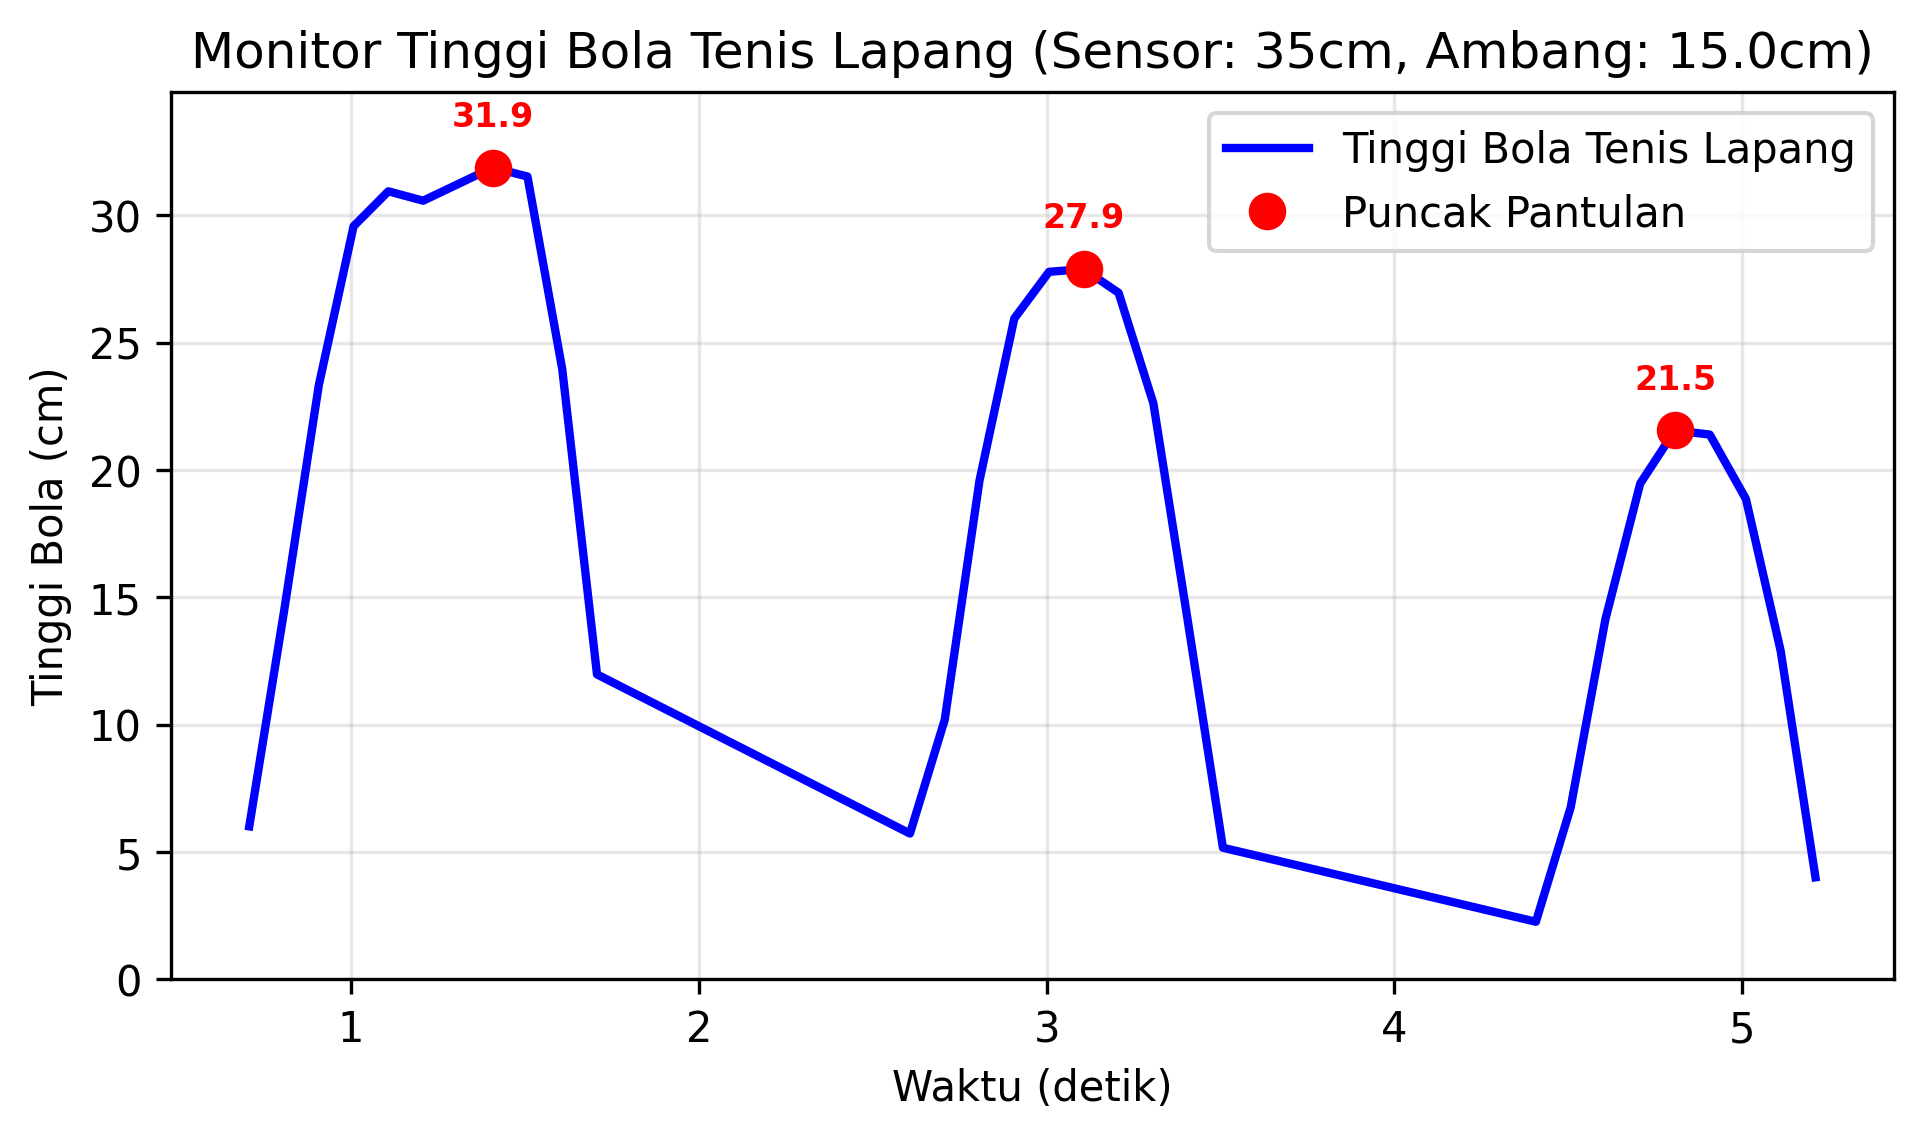 Monitor Tinggi Bola Tenis Lapang (Sensor: 35cm, Ambang: 15.0cm)
31.9
27.9
21.5
Tinggi Bola Tenis Lapang
Puncak Pantulan
Tinggi Bola (cm)
30
25
20
15
10
5
0
1 2 3 4 5
Waktu (detik)